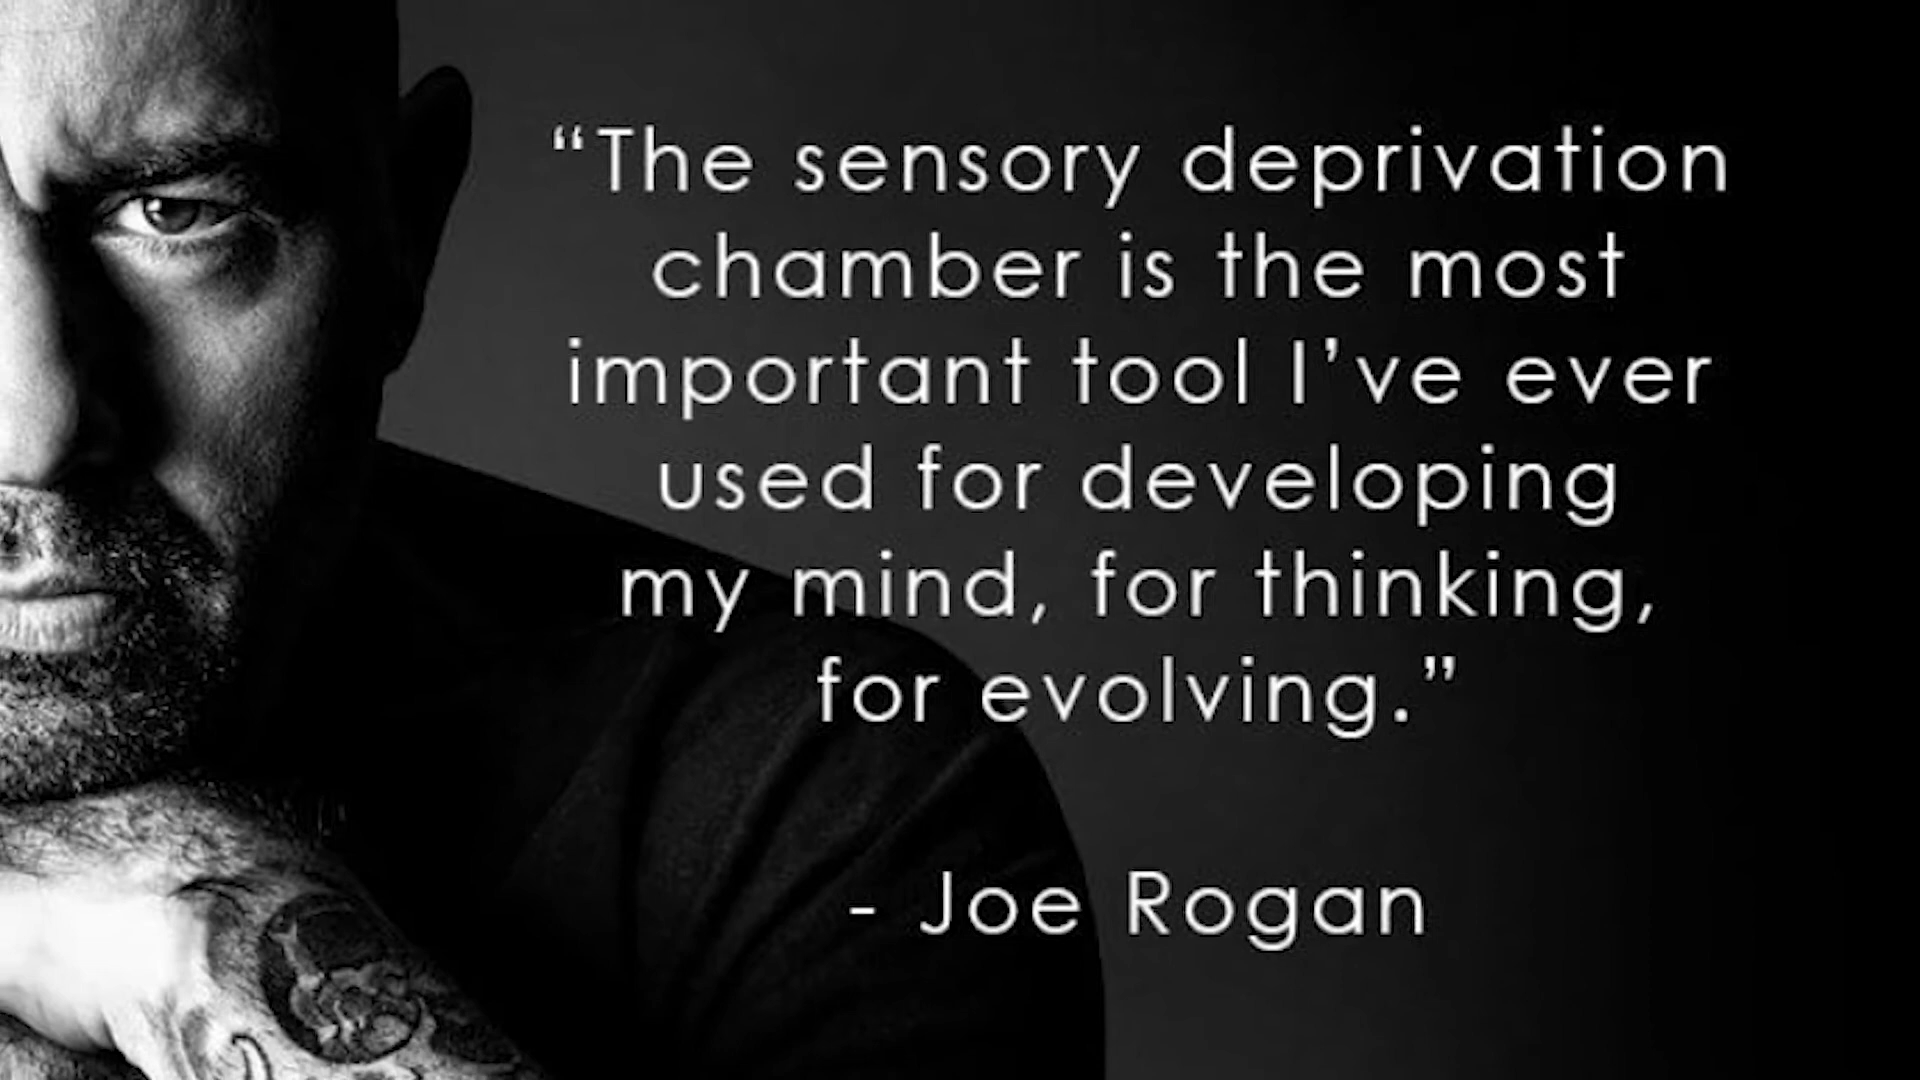 “The sensory deprivation
chamber is the most
important tool I’ve ever
used for developing
my mind, for thinking,
for evolving.”
- Joe Rogan